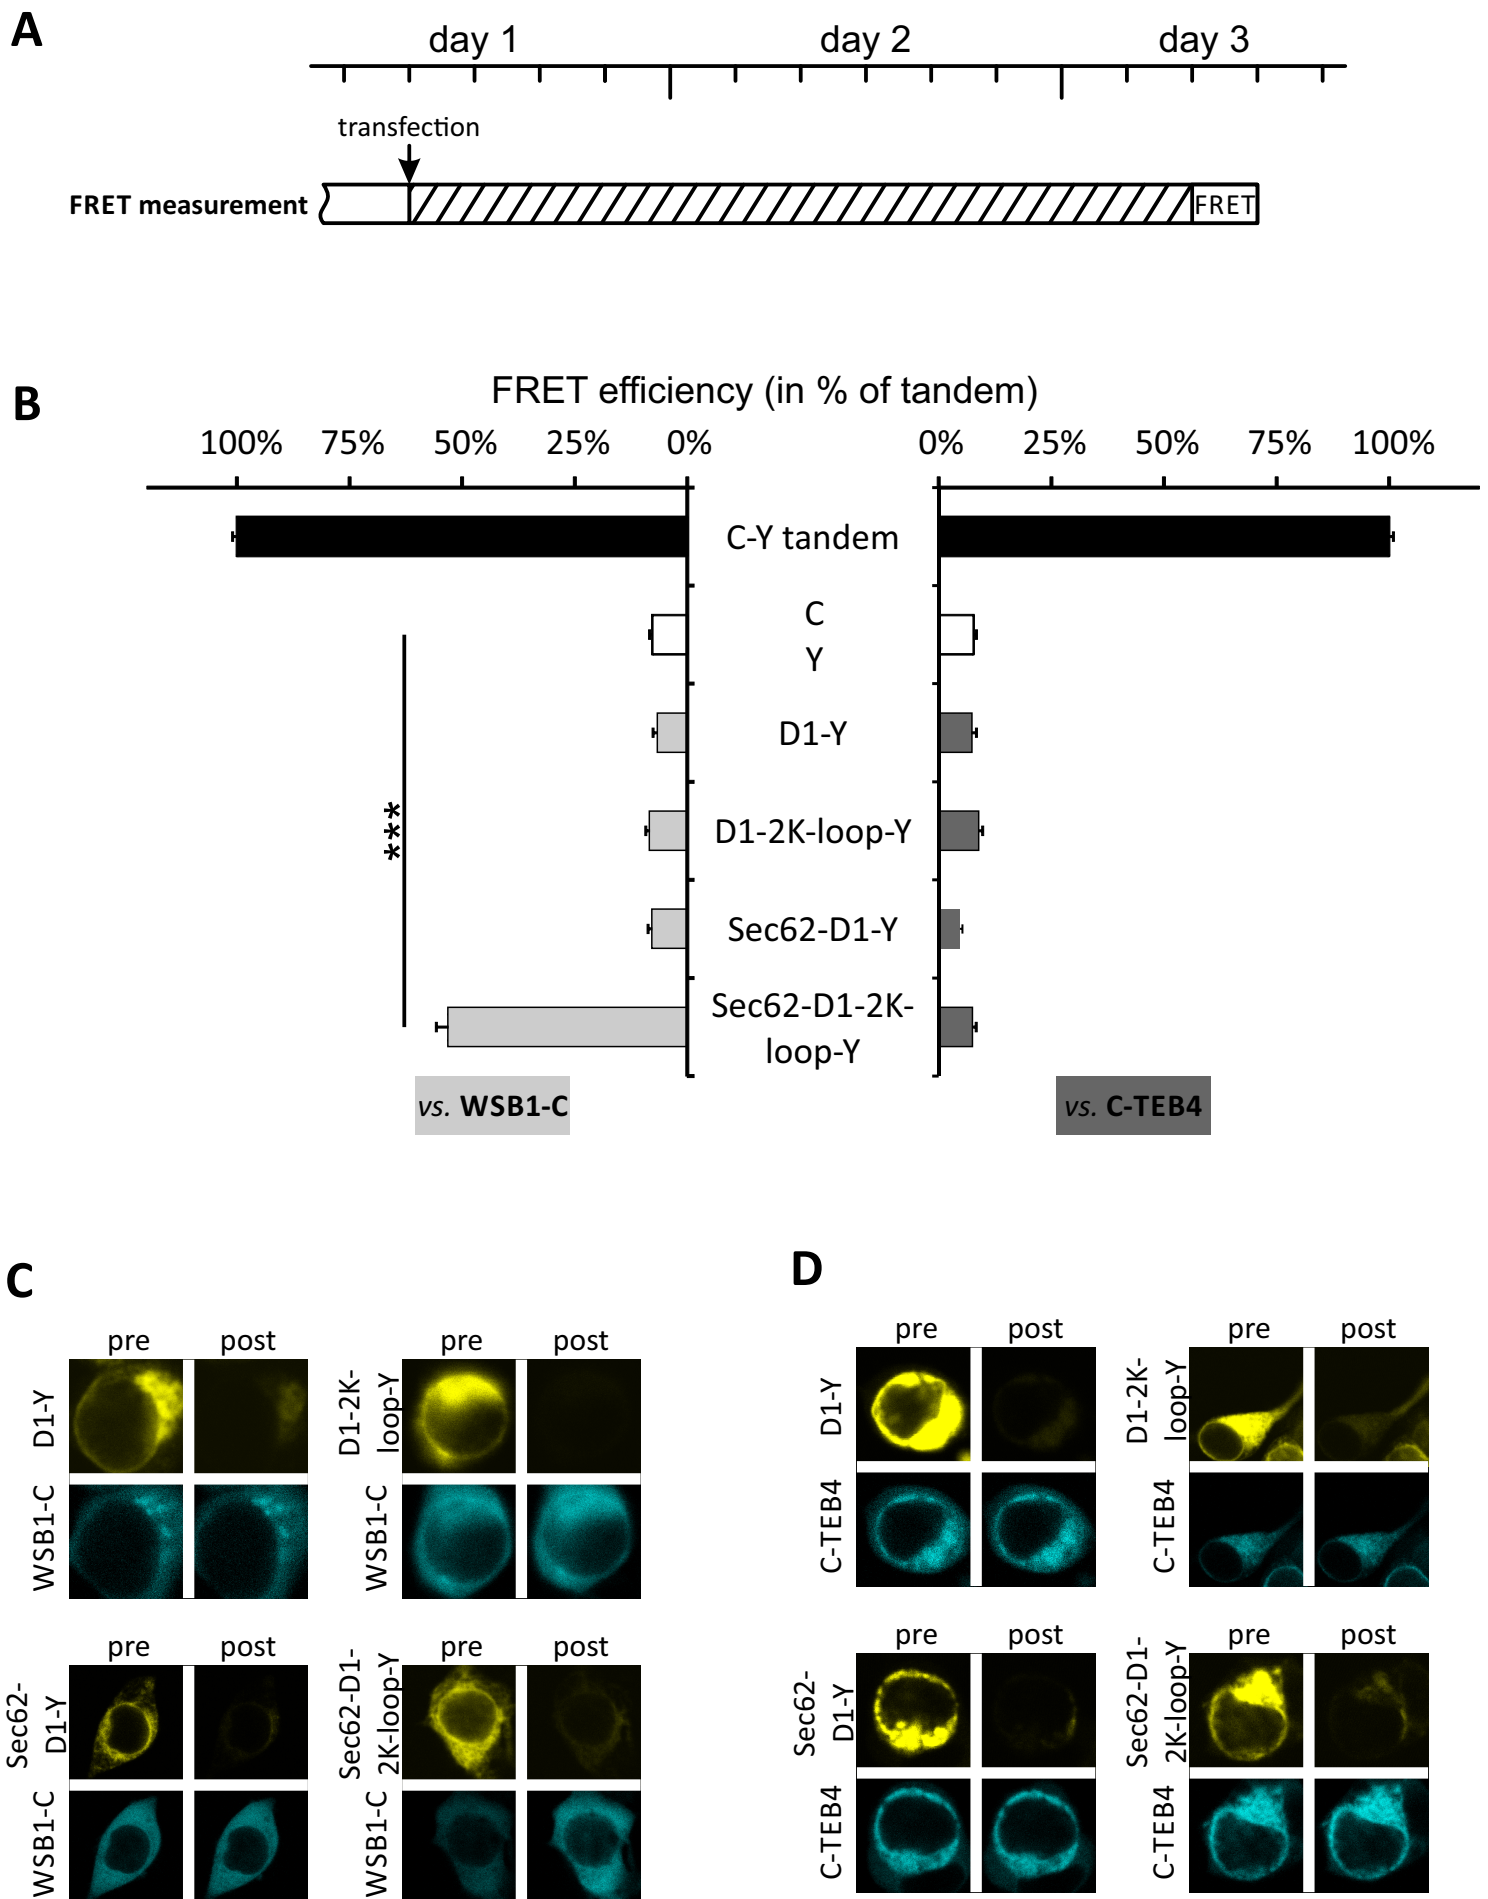 A
day 1 day 2 day 3
transfection
FRET measurement
FRET
B
FRET efficiency (in % of tandem)
100% 75% 50% 25% 0% 0% 25% 50% 75% 100%
C-Y tandem
C
Y
D1-Y
***
D1-2K-loop-Y
Sec62-D1-Y
Sec62-D1-2K-
loop-Y
vs. WSB1-C
vs. C-TEB4
C
pre post
D1-Y
WSB1-C
pre post
D1-2K-
loop-Y
WSB1-C
pre post
Sec62-
D1-Y
WSB1-C
pre post
Sec62-D1-
2K-loop-Y
WSB1-C
D
pre post
D1-Y
C-TEB4
pre post
D1-2K-
loop-Y
C-TEB4
pre post
Sec62-
D1-Y
C-TEB4
pre post
Sec62-D1-
2K-loop-Y
C-TEB4